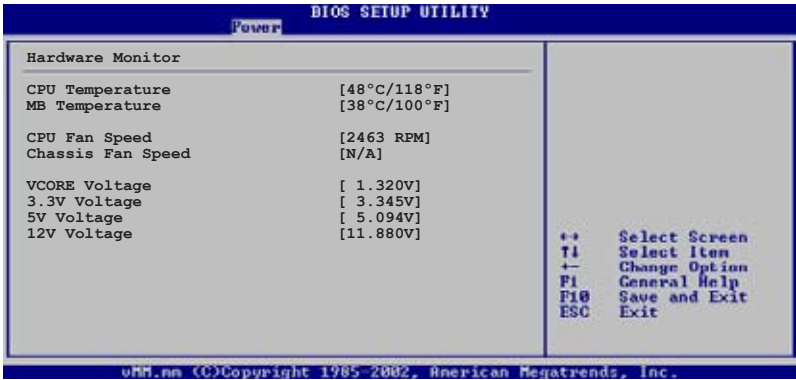 BIOS SETUP UTILITY
Power
Hardware Monitor
CPU Temperature [48°C/118°F]
MB Temperature [38°C/100°F]
CPU Fan Speed [2463 RPM]
Chassis Fan Speed [N/A]
VCORE Voltage [ 1.320V]
3.3V Voltage [ 3.345V]
5V Voltage [ 5.094V]
12V Voltage [11.880V]
←→ Select Screen
↑↓ Select Item
+- Change Option
F1 General Help
F10 Save and Exit
ESC Exit
vMM.mm (C)Copyright 1985-2002, American Megatrends, Inc.